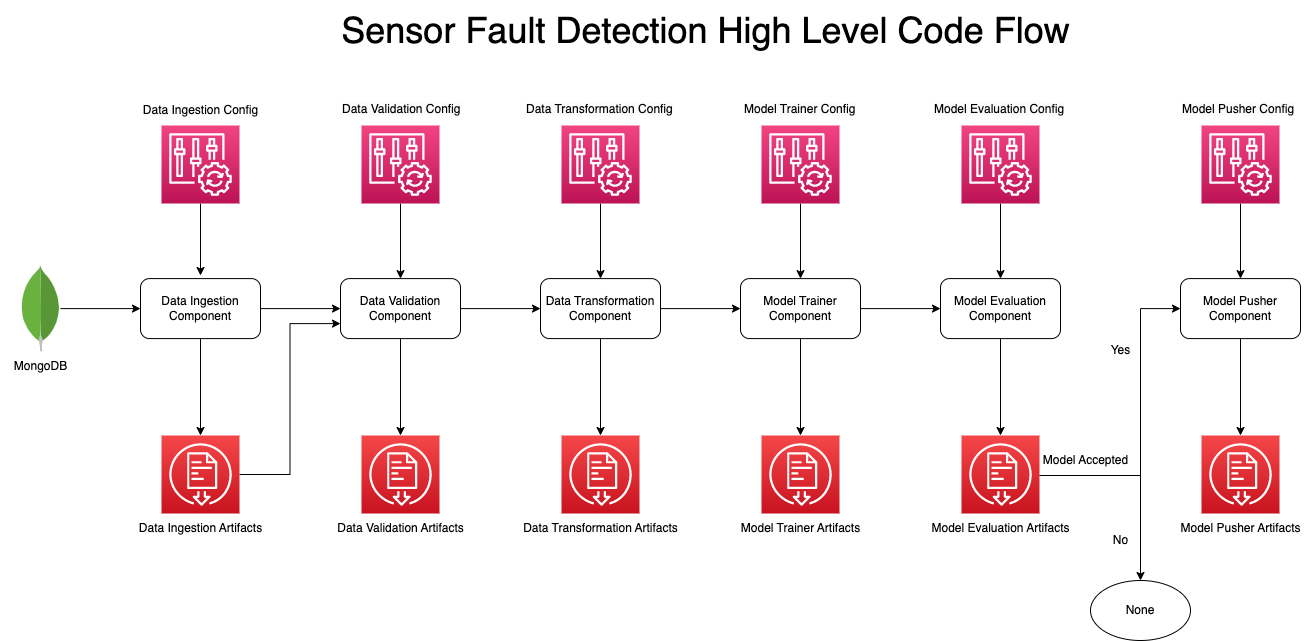 Sensor Fault Detection High Level Code Flow
Data Ingestion Config
Data Validation Config
Data Transformation Config
Model Trainer Config
Model Evaluation Config
Model Pusher Config
MongoDB
Data Ingestion
Component
Data Validation
Component
Data Transformation
Component
Model Trainer
Component
Model Evaluation
Component
Model Pusher
Component
Yes
Model Accepted
Data Ingestion Artifacts
Data Validation Artifacts
Data Transformation Artifacts
Model Trainer Artifacts
Model Evaluation Artifacts
Model Pusher Artifacts
No
None